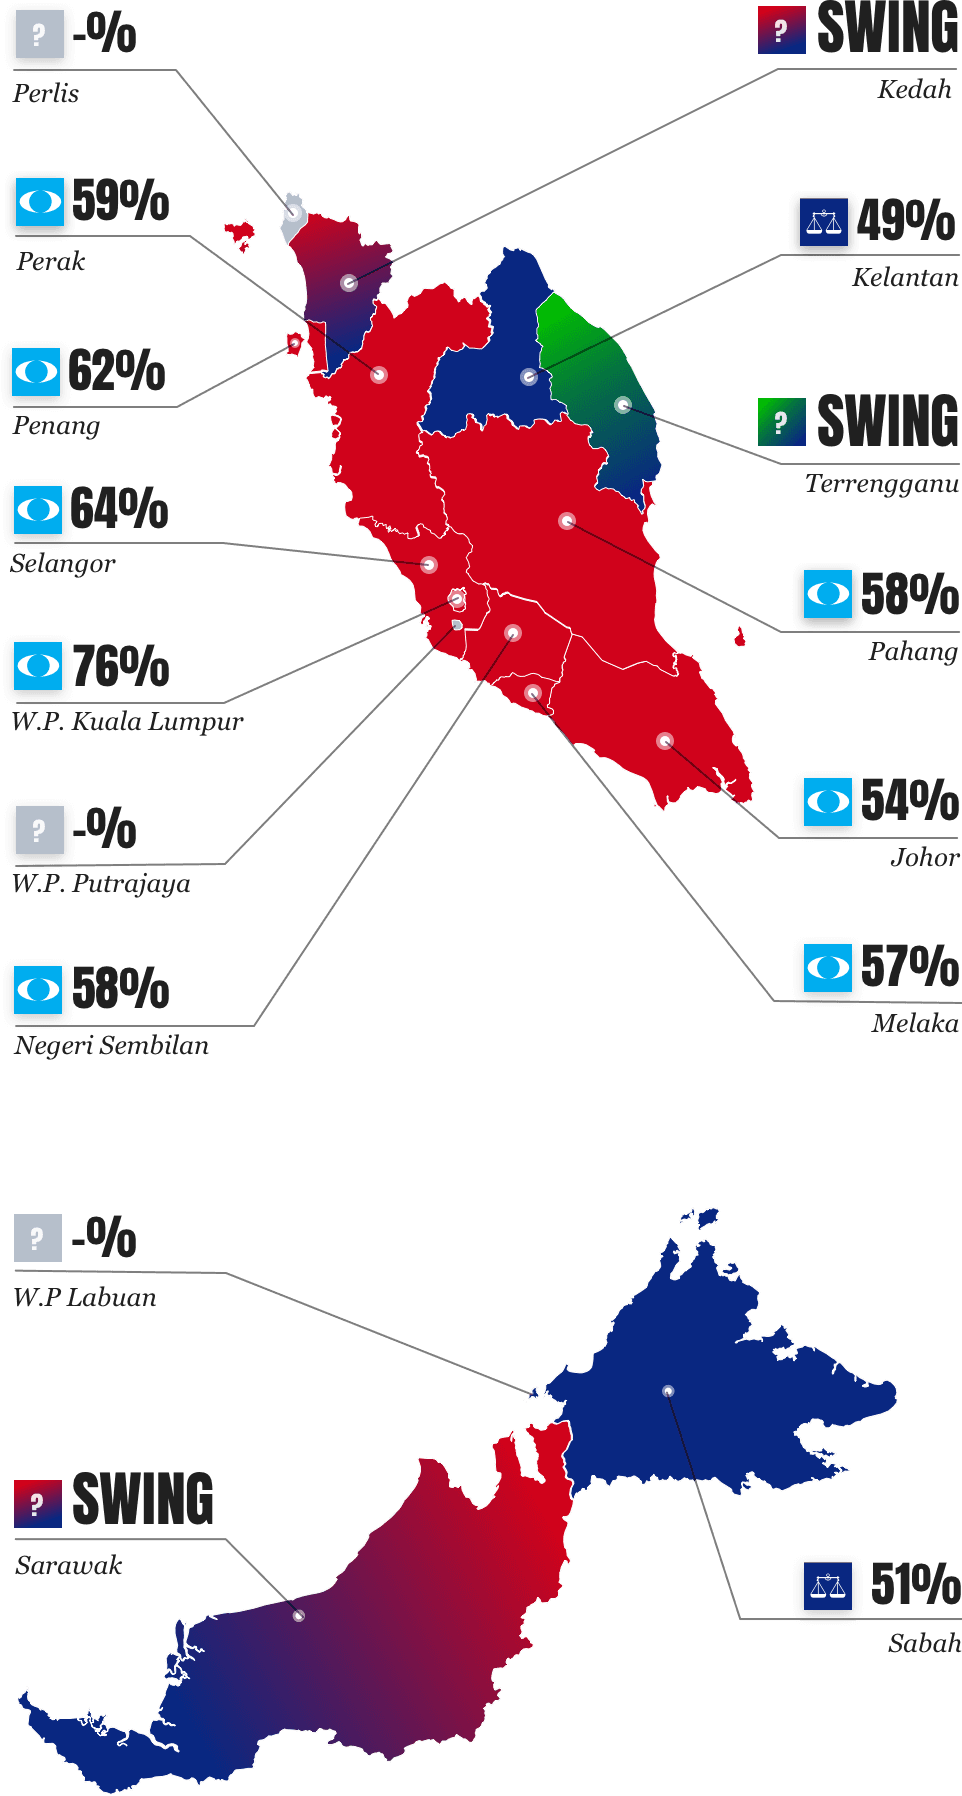 ? -%
Perlis
? SWING
Kedah
59%
Perak
49%
Kelantan
62%
Penang
? SWING
Terrengganu
64%
Selangor
58%
Pahang
76%
W.P. Kuala Lumpur
54%
Johor
? -%
W.P. Putrajaya
57%
Melaka
58%
Negeri Sembilan
? -%
W.P Labuan
? SWING
Sarawak
51%
Sabah